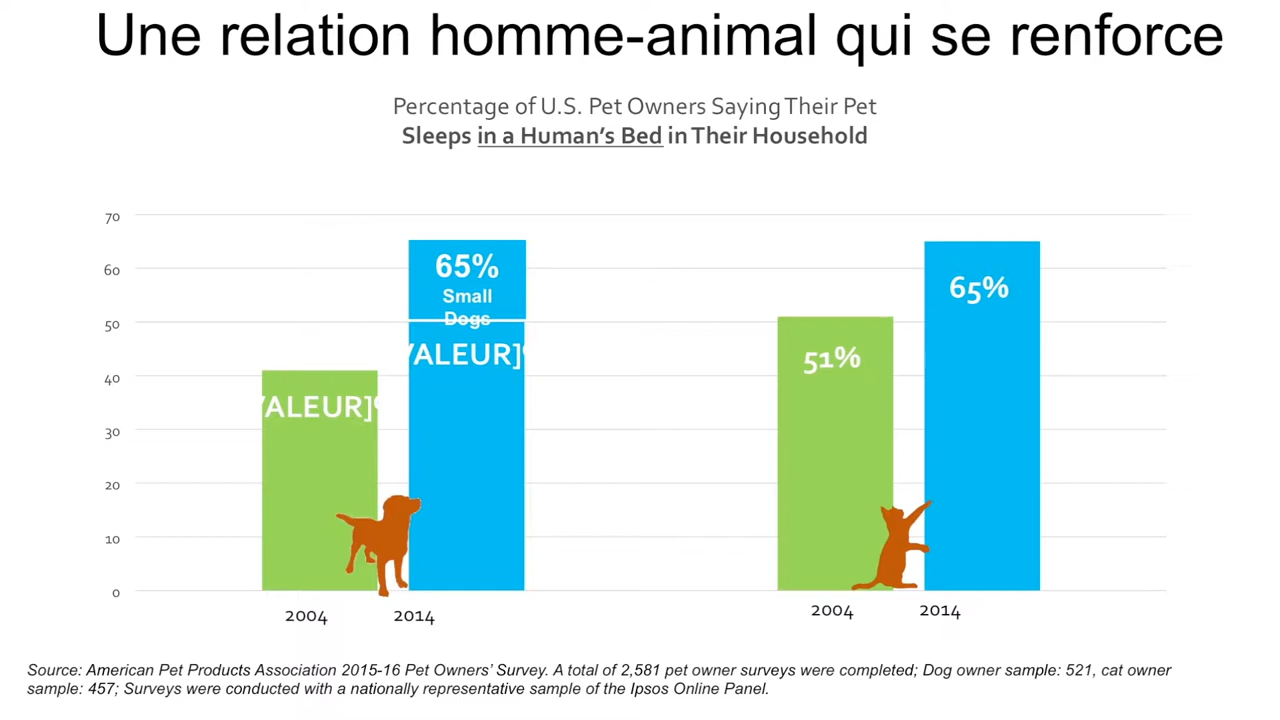 Une relation homme-animal qui se renforce
Percentage of U.S. Pet Owners Saying Their Pet
Sleeps in a Human's Bed in Their Household
70
60
50
40
30
20
10
0
65%
Small
Dogs
VALEUR]%
VALEUR]%
51%
65%
2004
2014
2004
2014
Source: American Pet Products Association 2015-16 Pet Owners' Survey. A total of 2,581 pet owner surveys were completed; Dog owner sample: 521, cat owner
sample: 457; Surveys were conducted with a nationally representative sample of the Ipsos Online Panel.